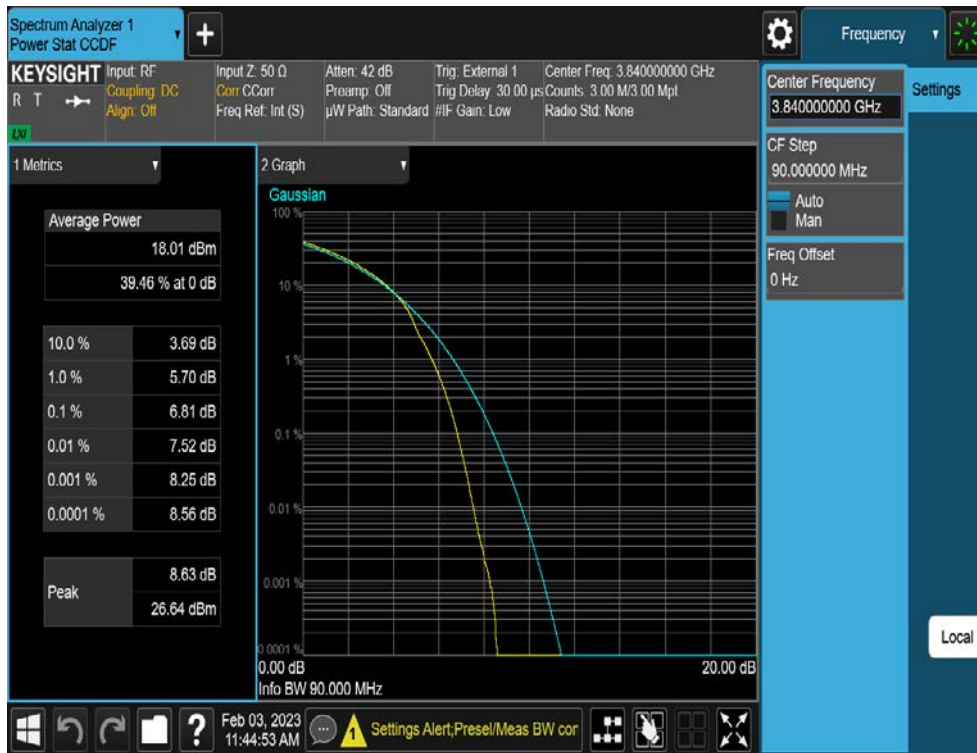 Spectrum Analyzer 1
Power Stat CCDF
+
Frequency
KEYSIGHT
R T
LXI
Input: RF
Coupling: DC
Align: Off
Input Z: 50 Ω
Corr CCorr
Freq Ref: Int (S)
Atten: 42 dB
Preamp: Off
µW Path: Standard
Trig: External 1
Trig Delay: 30.00 µs
#IF Gain: Low
Center Freq: 3.840000000 GHz
Counts: 3.00 M/3.00 Mpt
Radio Std: None
Center Frequency
3.840000000 GHz
Settings
CF Step
90.000000 MHz
Auto
Man
Freq Offset
0 Hz
Local
1 Metrics
Average Power
18.01 dBm
39.46 % at 0 dB
10.0 % 3.69 dB
1.0 % 5.70 dB
0.1 % 6.81 dB
0.01 % 7.52 dB
0.001 % 8.25 dB
0.0001 % 8.56 dB
Peak
8.63 dB
26.64 dBm
2 Graph
Gaussian
100 %
10 %
1 %
0.1 %
0.01 %
0.001 %
0.0001 %
0.00 dB 20.00 dB
Info BW 90.000 MHz
?
Feb 03, 2023
11:44:53 AM
1
Settings Alert;Presel/Meas BW cor